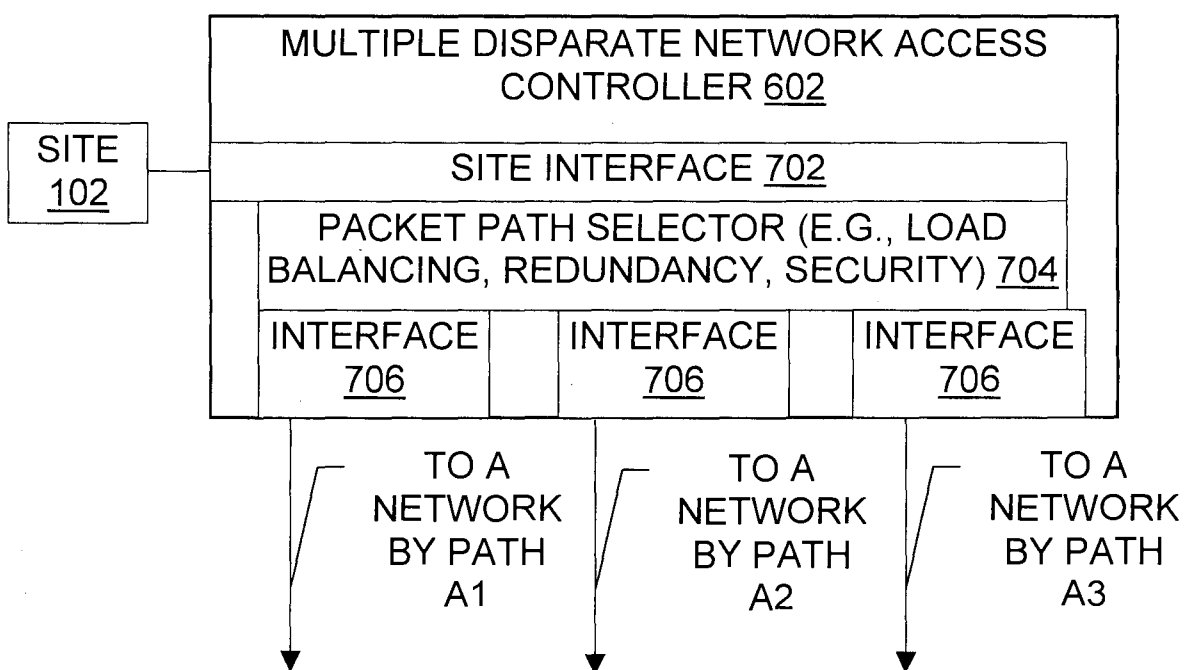 MULTIPLE DISPARATE NETWORK ACCESS
CONTROLLER 602
SITE
102
SITE INTERFACE 702
PACKET PATH SELECTOR (E.G., LOAD
BALANCING, REDUNDANCY, SECURITY) 704
INTERFACE
706
INTERFACE
706
INTERFACE
706
TO A
NETWORK
BY PATH
A1
TO A
NETWORK
BY PATH
A2
TO A
NETWORK
BY PATH
A3